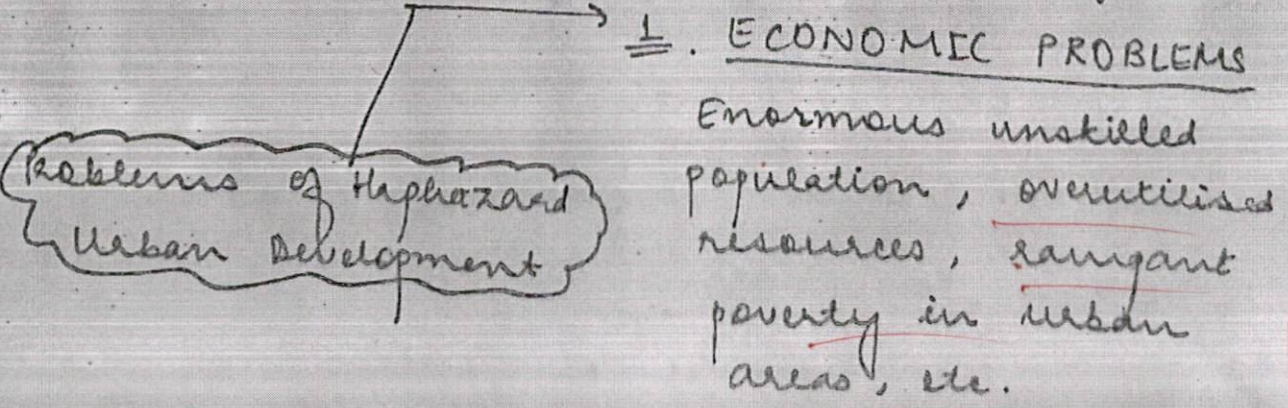 1. ECONOMIC PROBLEMS
Enormous unskilled
population, overutilised
resources, rampant
poverty in urban
areas, etc.
Problems of Haphazard
Urban Development